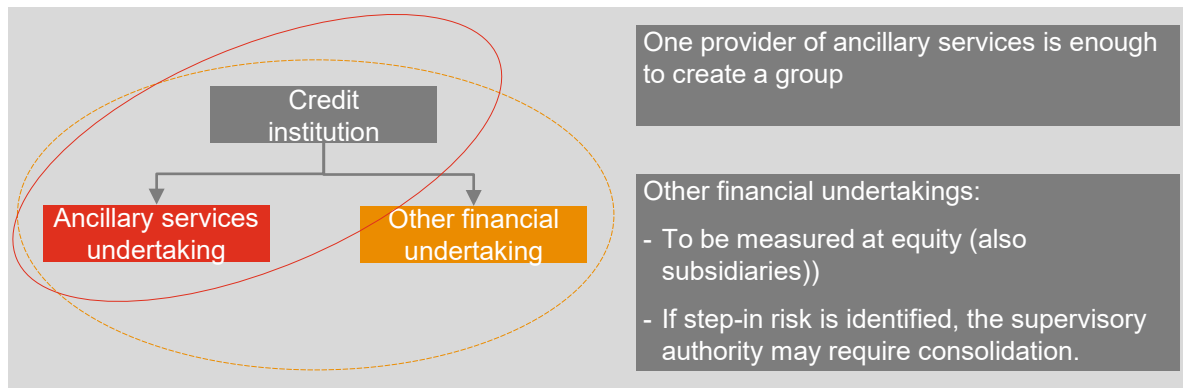 Credit
institution
Ancillary services
undertaking
Other financial
undertaking
One provider of ancillary services is enough
to create a group
Other financial undertakings:
- To be measured at equity (also
subsidiaries))
- If step-in risk is identified, the supervisory
authority may require consolidation.